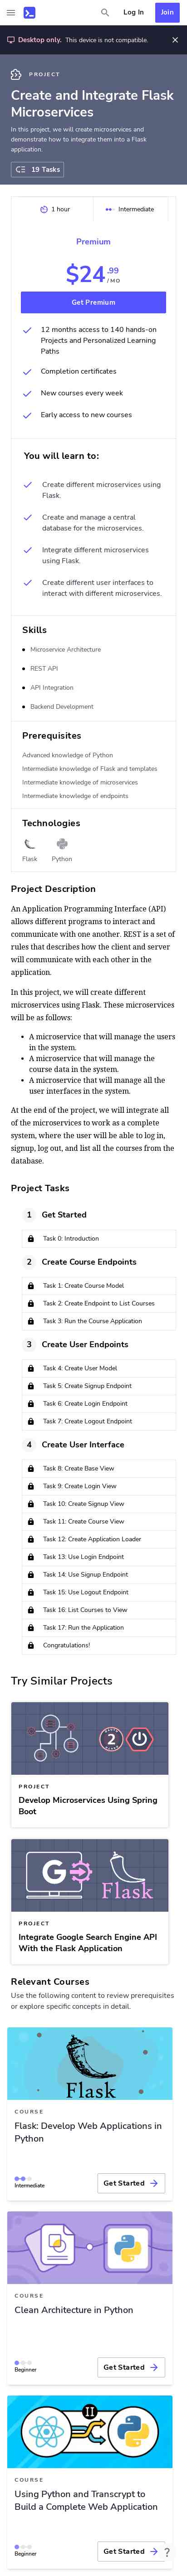 Log In
Join
Desktop only. This device is not compatible.
PROJECT
Create and Integrate Flask
Microservices
In this project, we will create microservices and
demonstrate how to integrate them into a Flask
application.
19 Tasks
1 hour
Intermediate
Premium
$24.99
/MO
Get Premium
12 months access to 140 hands-on
Projects and Personalized Learning
Paths
Completion certificates
New courses every week
Early access to new courses
You will learn to:
Create different microservices using
Flask.
Create and manage a central
database for the microservices.
Integrate different microservices
using Flask.
Create different user interfaces to
interact with different microservices.
Skills
Microservice Architecture
REST API
API Integration
Backend Development
Prerequisites
Advanced knowledge of Python
Intermediate knowledge of Flask and templates
Intermediate knowledge of microservices
Intermediate knowledge of endpoints
Technologies
Flask
Python
Project Description
An Application Programming Interface (API)
allows different programs to interact and
communicate with one another. REST is a set of
rules that describes how the client and server
will communicate with each other in the
application.
In this project, we will create different
microservices using Flask. These microservices
will be as follows:
A microservice that will manage the users
in the system.
A microservice that will manage the
course data in the system.
A microservice that will manage all the
user interfaces in the system.
At the end of the project, we will integrate all
of the microservices to work as a complete
system, where the user will be able to log in,
signup, log out, and list all the courses from the
database.
Project Tasks
1 Get Started
Task 0: Introduction
2 Create Course Endpoints
Task 1: Create Course Model
Task 2: Create Endpoint to List Courses
Task 3: Run the Course Application
3 Create User Endpoints
Task 4: Create User Model
Task 5: Create Signup Endpoint
Task 6: Create Login Endpoint
Task 7: Create Logout Endpoint
4 Create User Interface
Task 8: Create Base View
Task 9: Create Login View
Task 10: Create Signup View
Task 11: Create Course View
Task 12: Create Application Loader
Task 13: Use Login Endpoint
Task 14: Use Signup Endpoint
Task 15: Use Logout Endpoint
Task 16: List Courses to View
Task 17: Run the Application
Congratulations!
Try Similar Projects
2
PROJECT
Develop Microservices Using Spring
Boot
G
Flask
PROJECT
Integrate Google Search Engine API
With the Flask Application
Relevant Courses
Use the following content to review prerequisites
or explore specific concepts in detail.
Flask
COURSE
Flask: Develop Web Applications in
Python
Intermediate
Get Started
COURSE
Clean Architecture in Python
Beginner
Get Started
COURSE
Using Python and Transcrypt to
Build a Complete Web Application
Beginner
Get Started
?